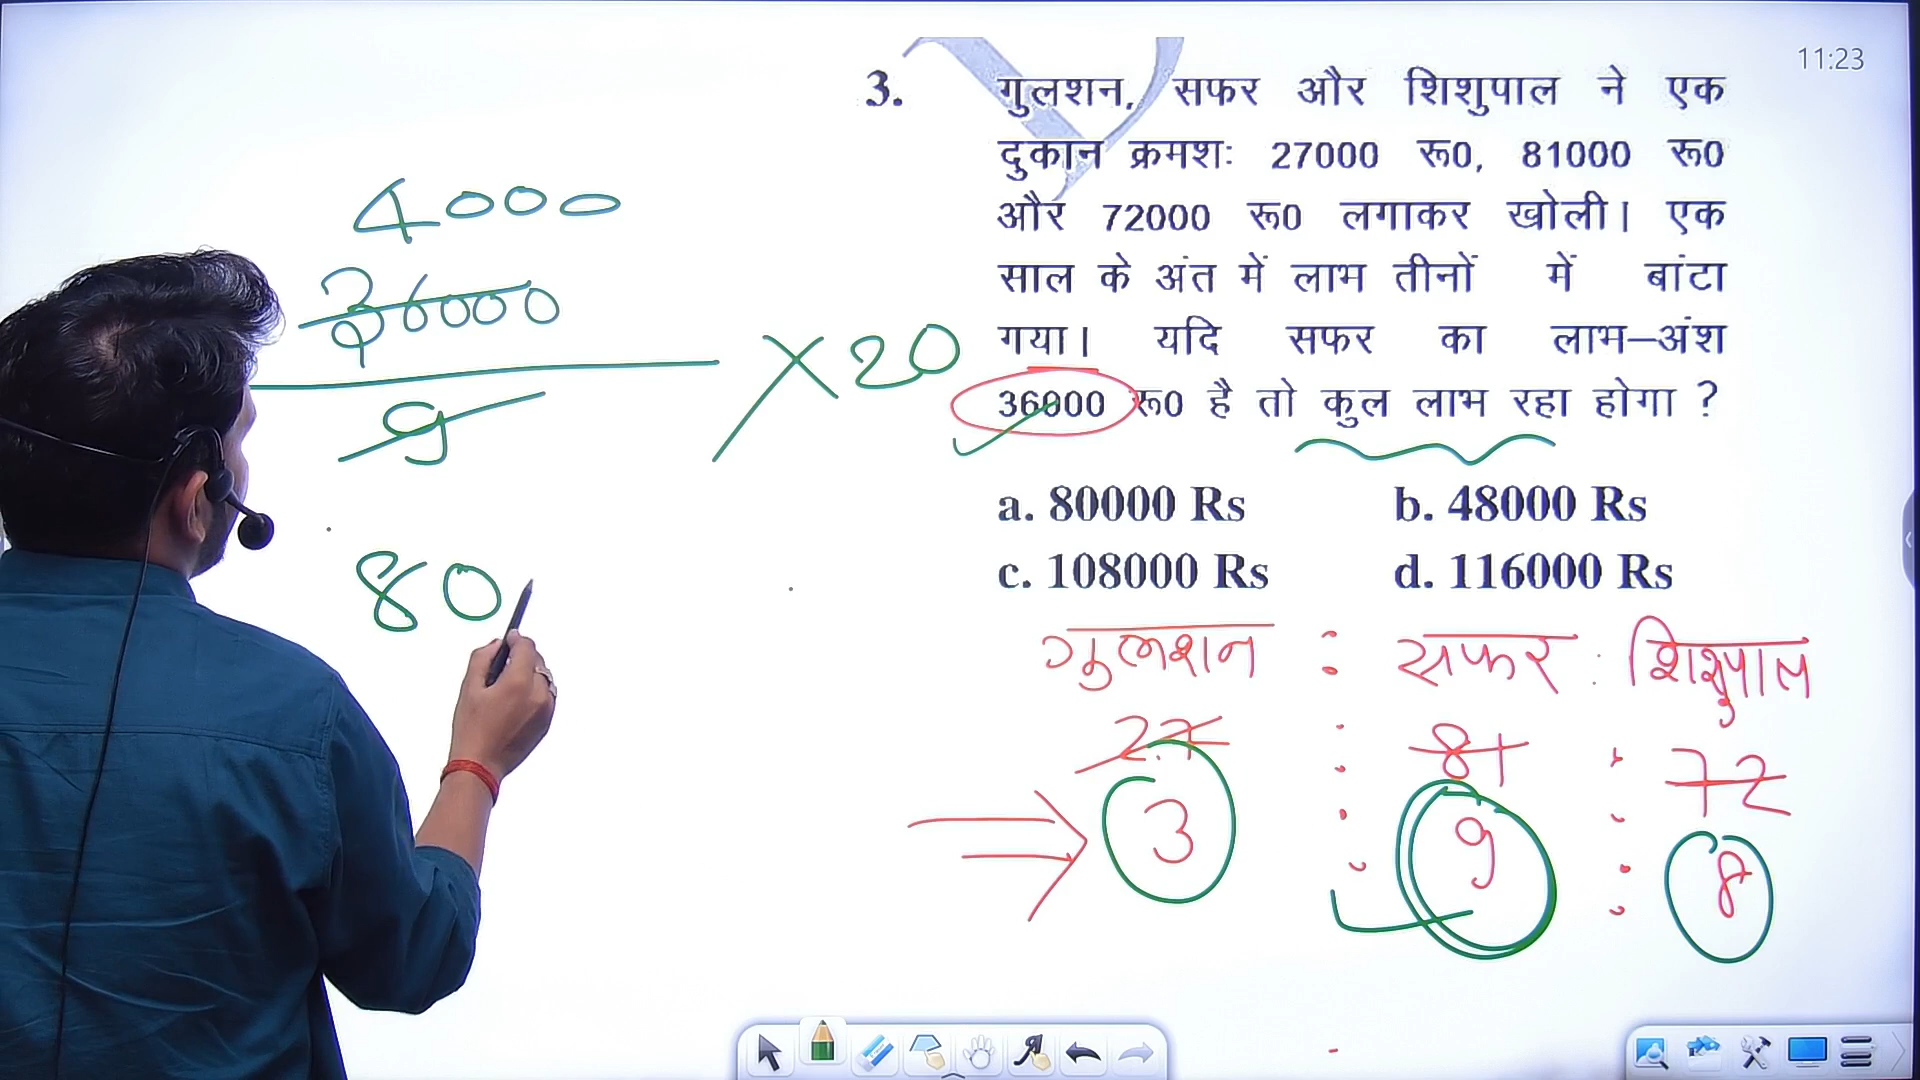 11:23
3. गुलशन, सफर और शिशुपाल ने एक
दुकान क्रमशः 27000 रू0, 81000 रू0
और 72000 रू0 लगाकर खोली। एक
साल के अंत में लाभ तीनों में बांटा
गया। यदि सफर का लाभ–अंश
36000 रू0 है तो कुल लाभ रहा होगा ?
a. 80000 Rs b. 48000 Rs
c. 108000 Rs d. 116000 Rs
गुलशन : सफर : शिशुपाल
27 : 81 : 72
3 : 9 : 8
4000
36000
9
× 20
80